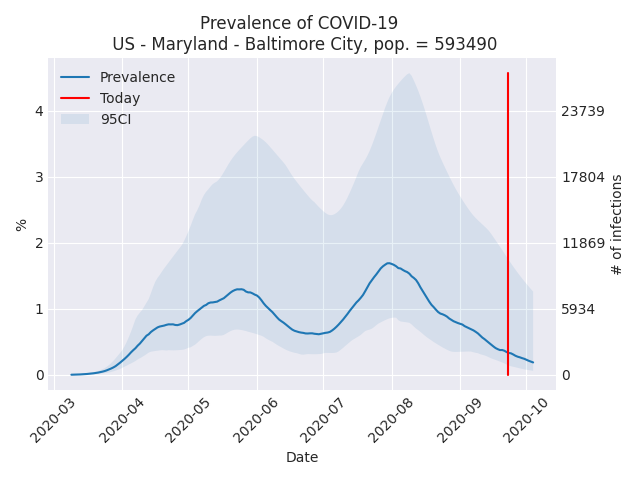 Prevalence of COVID-19
US - Maryland - Baltimore City, pop. = 593490
Prevalence
Today
95CI
4
3
2
1
0
%
23739
17804
11869
5934
0
# of infections
2020-03
2020-04
2020-05
2020-06
2020-07
2020-08
2020-09
2020-10
Date